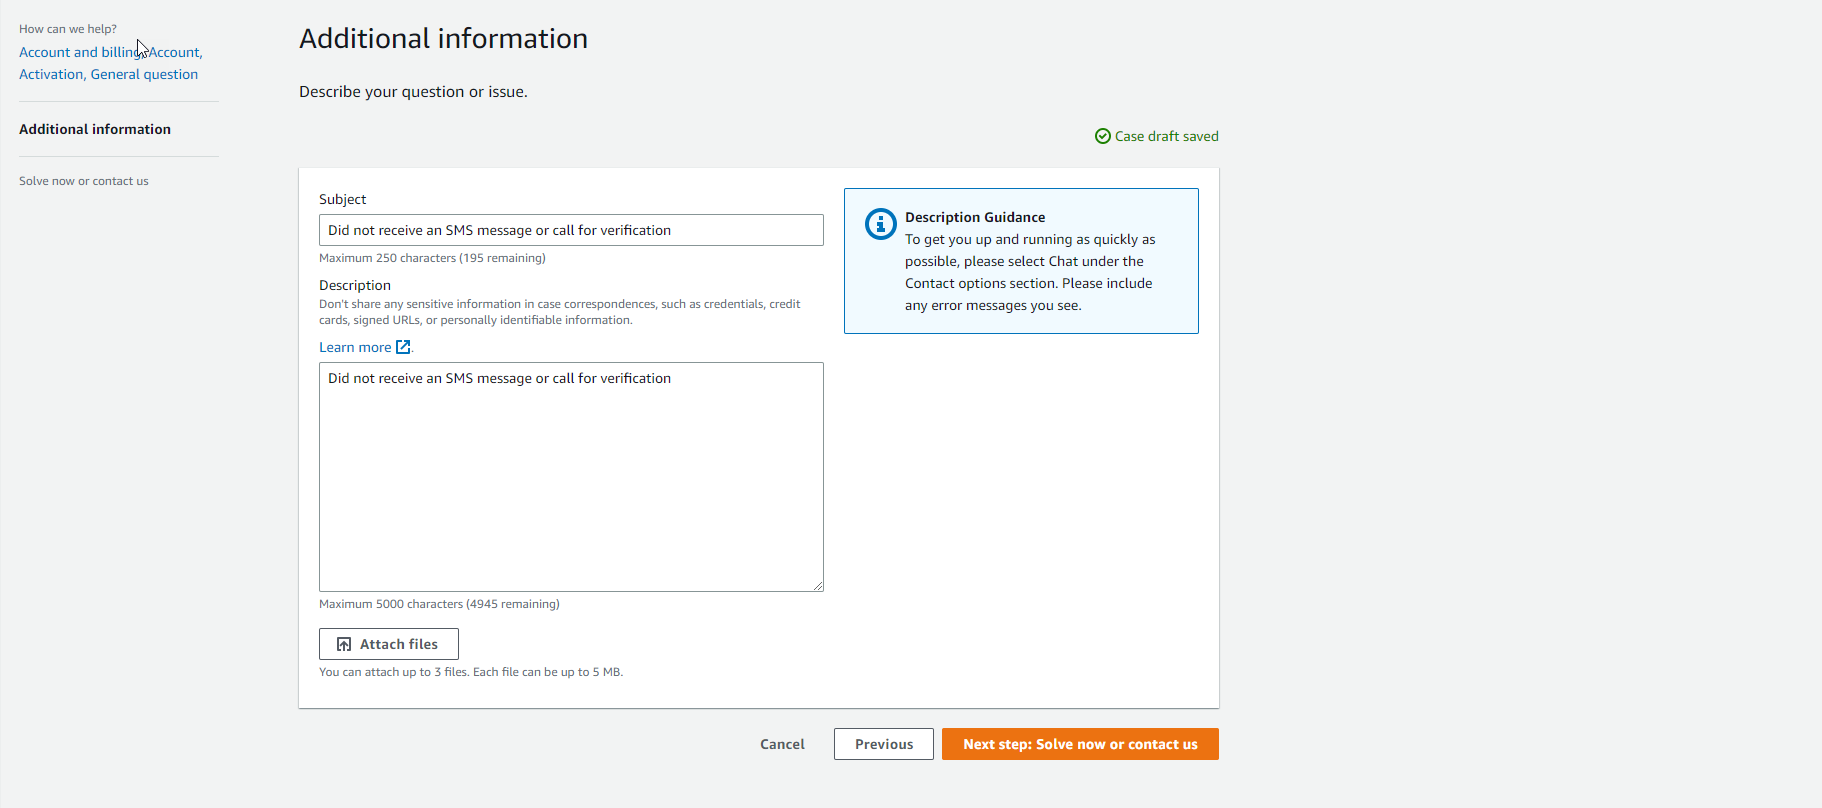 How can we help?
Account and billing, Account,
Activation, General question
Additional information
Solve now or contact us
Additional information
Describe your question or issue.
Case draft saved
Subject
Did not receive an SMS message or call for verification
Maximum 250 characters (195 remaining)
Description
Don't share any sensitive information in case correspondences, such as credentials, credit
cards, signed URLs, or personally identifiable information.
Learn more .
Did not receive an SMS message or call for verification
Maximum 5000 characters (4945 remaining)
Attach files
You can attach up to 3 files. Each file can be up to 5 MB.
Description Guidance
To get you up and running as quickly as
possible, please select Chat under the
Contact options section. Please include
any error messages you see.
Cancel
Previous
Next step: Solve now or contact us